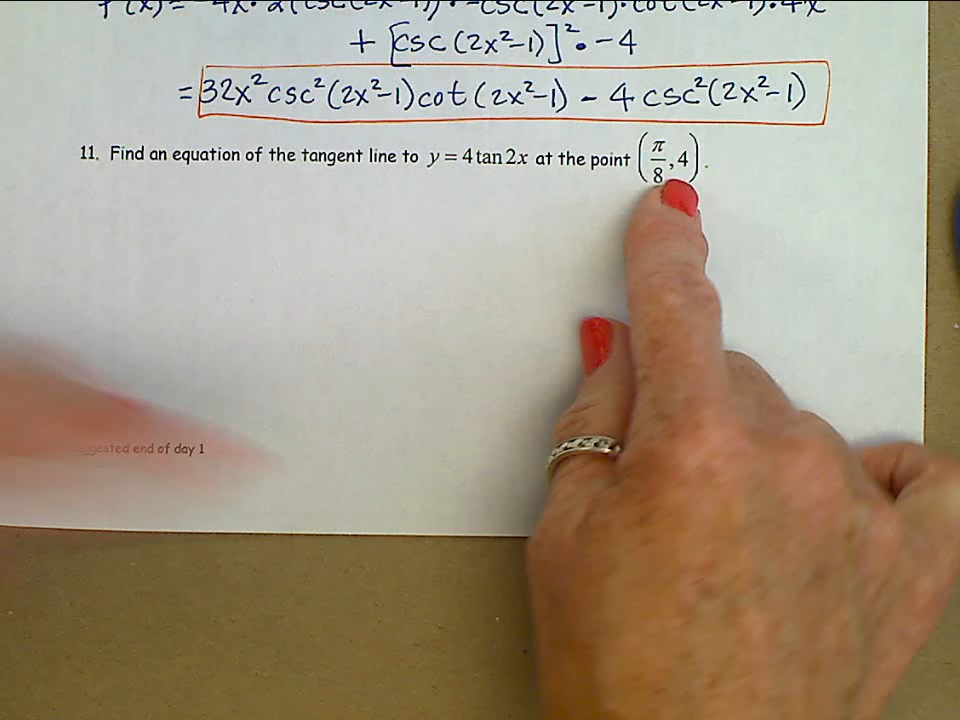 + [csc(2x²-1)]² • -4
= 32x²csc²(2x²-1)cot(2x²-1) - 4csc²(2x²-1)
11. Find an equation of the tangent line to y = 4 tan 2x at the point (π/8, 4).
end of day 1